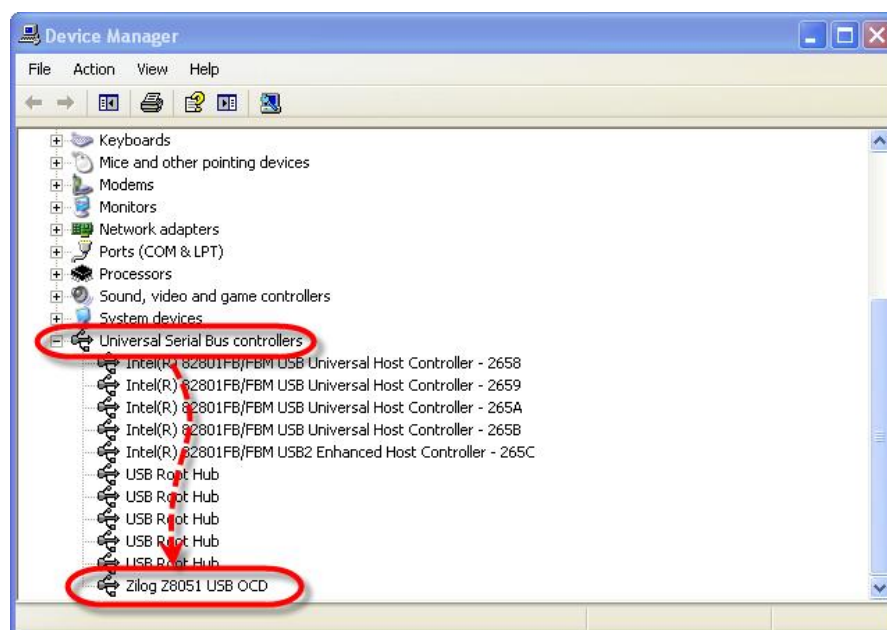 Device Manager
File Action View Help
Keyboards
Mice and other pointing devices
Modems
Monitors
Network adapters
Ports (COM & LPT)
Processors
Sound, video and game controllers
System devices
Universal Serial Bus controllers
Intel(R) 82801FB/FBM USB Universal Host Controller - 2658
Intel(R) 82801FB/FBM USB Universal Host Controller - 2659
Intel(R) 82801FB/FBM USB Universal Host Controller - 265A
Intel(R) 82801FB/FBM USB Universal Host Controller - 265B
Intel(R) 82801FB/FBM USB2 Enhanced Host Controller - 265C
USB Root Hub
USB Root Hub
USB Root Hub
USB Root Hub
USB Root Hub
Zilog Z8051 USB OCD